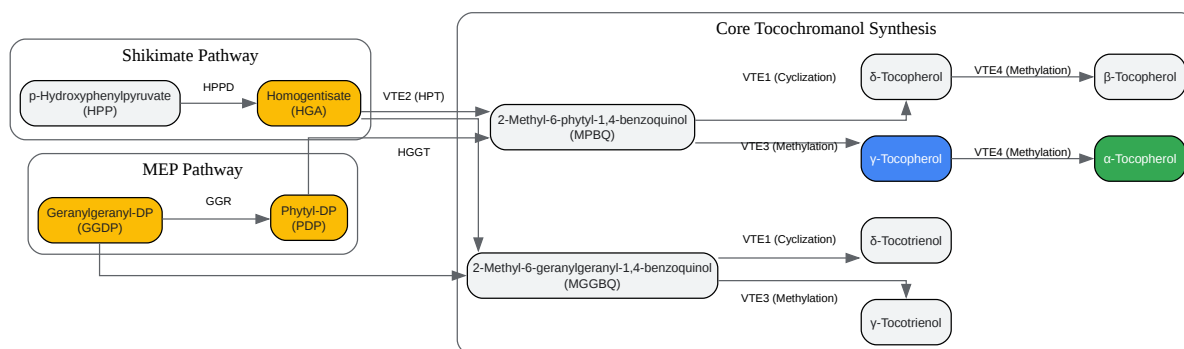 Core Tocochromanol Synthesis
Shikimate Pathway
p-Hydroxyphenylpyruvate
(HPP)
HPPD
Homogentisate
(HGA)
VTE2 (HPT)
HGGT
MEP Pathway
Geranylgeranyl-DP
(GGDP)
GGR
Phytyl-DP
(PDP)
2-Methyl-6-phytyl-1,4-benzoquinol
(MPBQ)
VTE1 (Cyclization)
δ-Tocopherol
VTE4 (Methylation)
β-Tocopherol
VTE3 (Methylation)
γ-Tocopherol
VTE4 (Methylation)
α-Tocopherol
2-Methyl-6-geranylgeranyl-1,4-benzoquinol
(MGGBQ)
VTE1 (Cyclization)
δ-Tocotrienol
VTE3 (Methylation)
γ-Tocotrienol